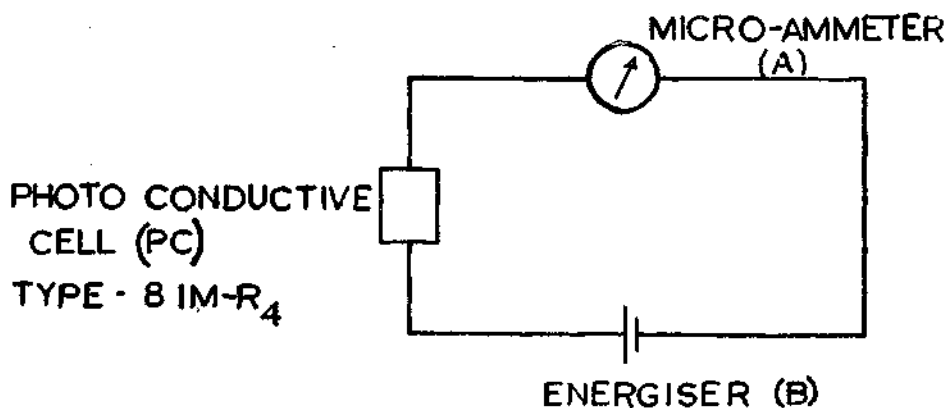 MICRO-AMMETER
(A)
PHOTO CONDUCTIVE
CELL (PC)
TYPE - 8 IM-R4
ENERGISER (B)